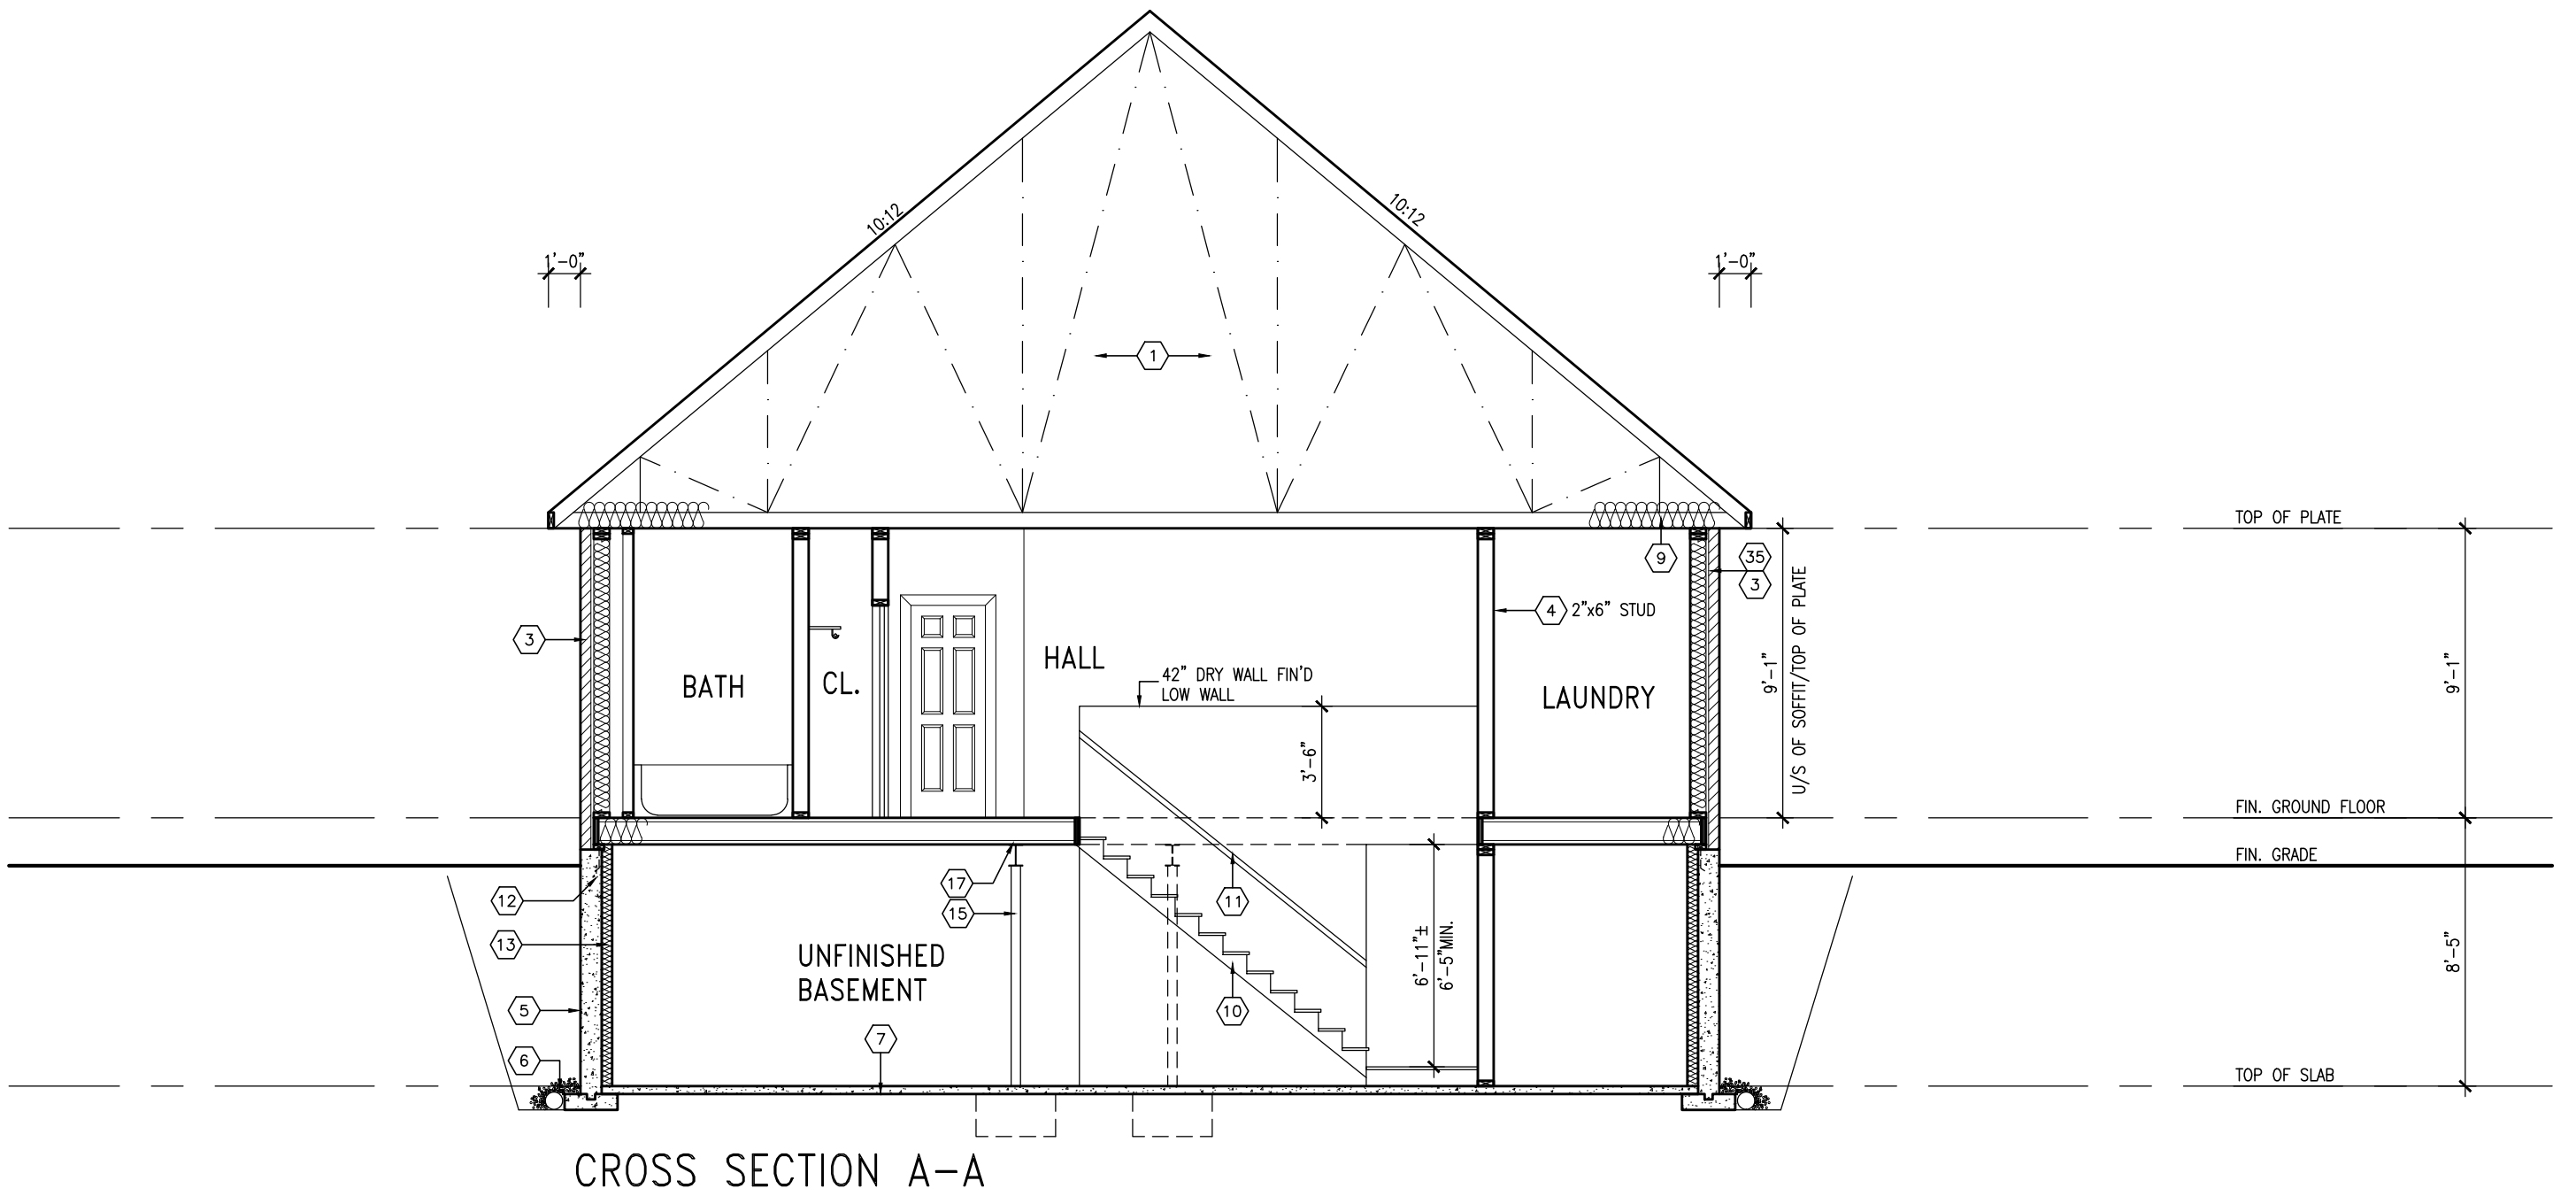 10:12
10:12
1'-0"
1'-0"
1
TOP OF PLATE
9
35
3
3
4 2"x6" STUD
U/S OF SOFFIT/TOP OF PLATE
9'-1"
9'-1"
HALL
BATH
CL.
42" DRY WALL FIN'D
LOW WALL
LAUNDRY
3'-6"
FIN. GROUND FLOOR
FIN. GRADE
12
17
15
11
13
UNFINISHED
BASEMENT
6'-11"±
6'-5"MIN.
8'-5"
5
10
7
6
TOP OF SLAB
CROSS SECTION A-A